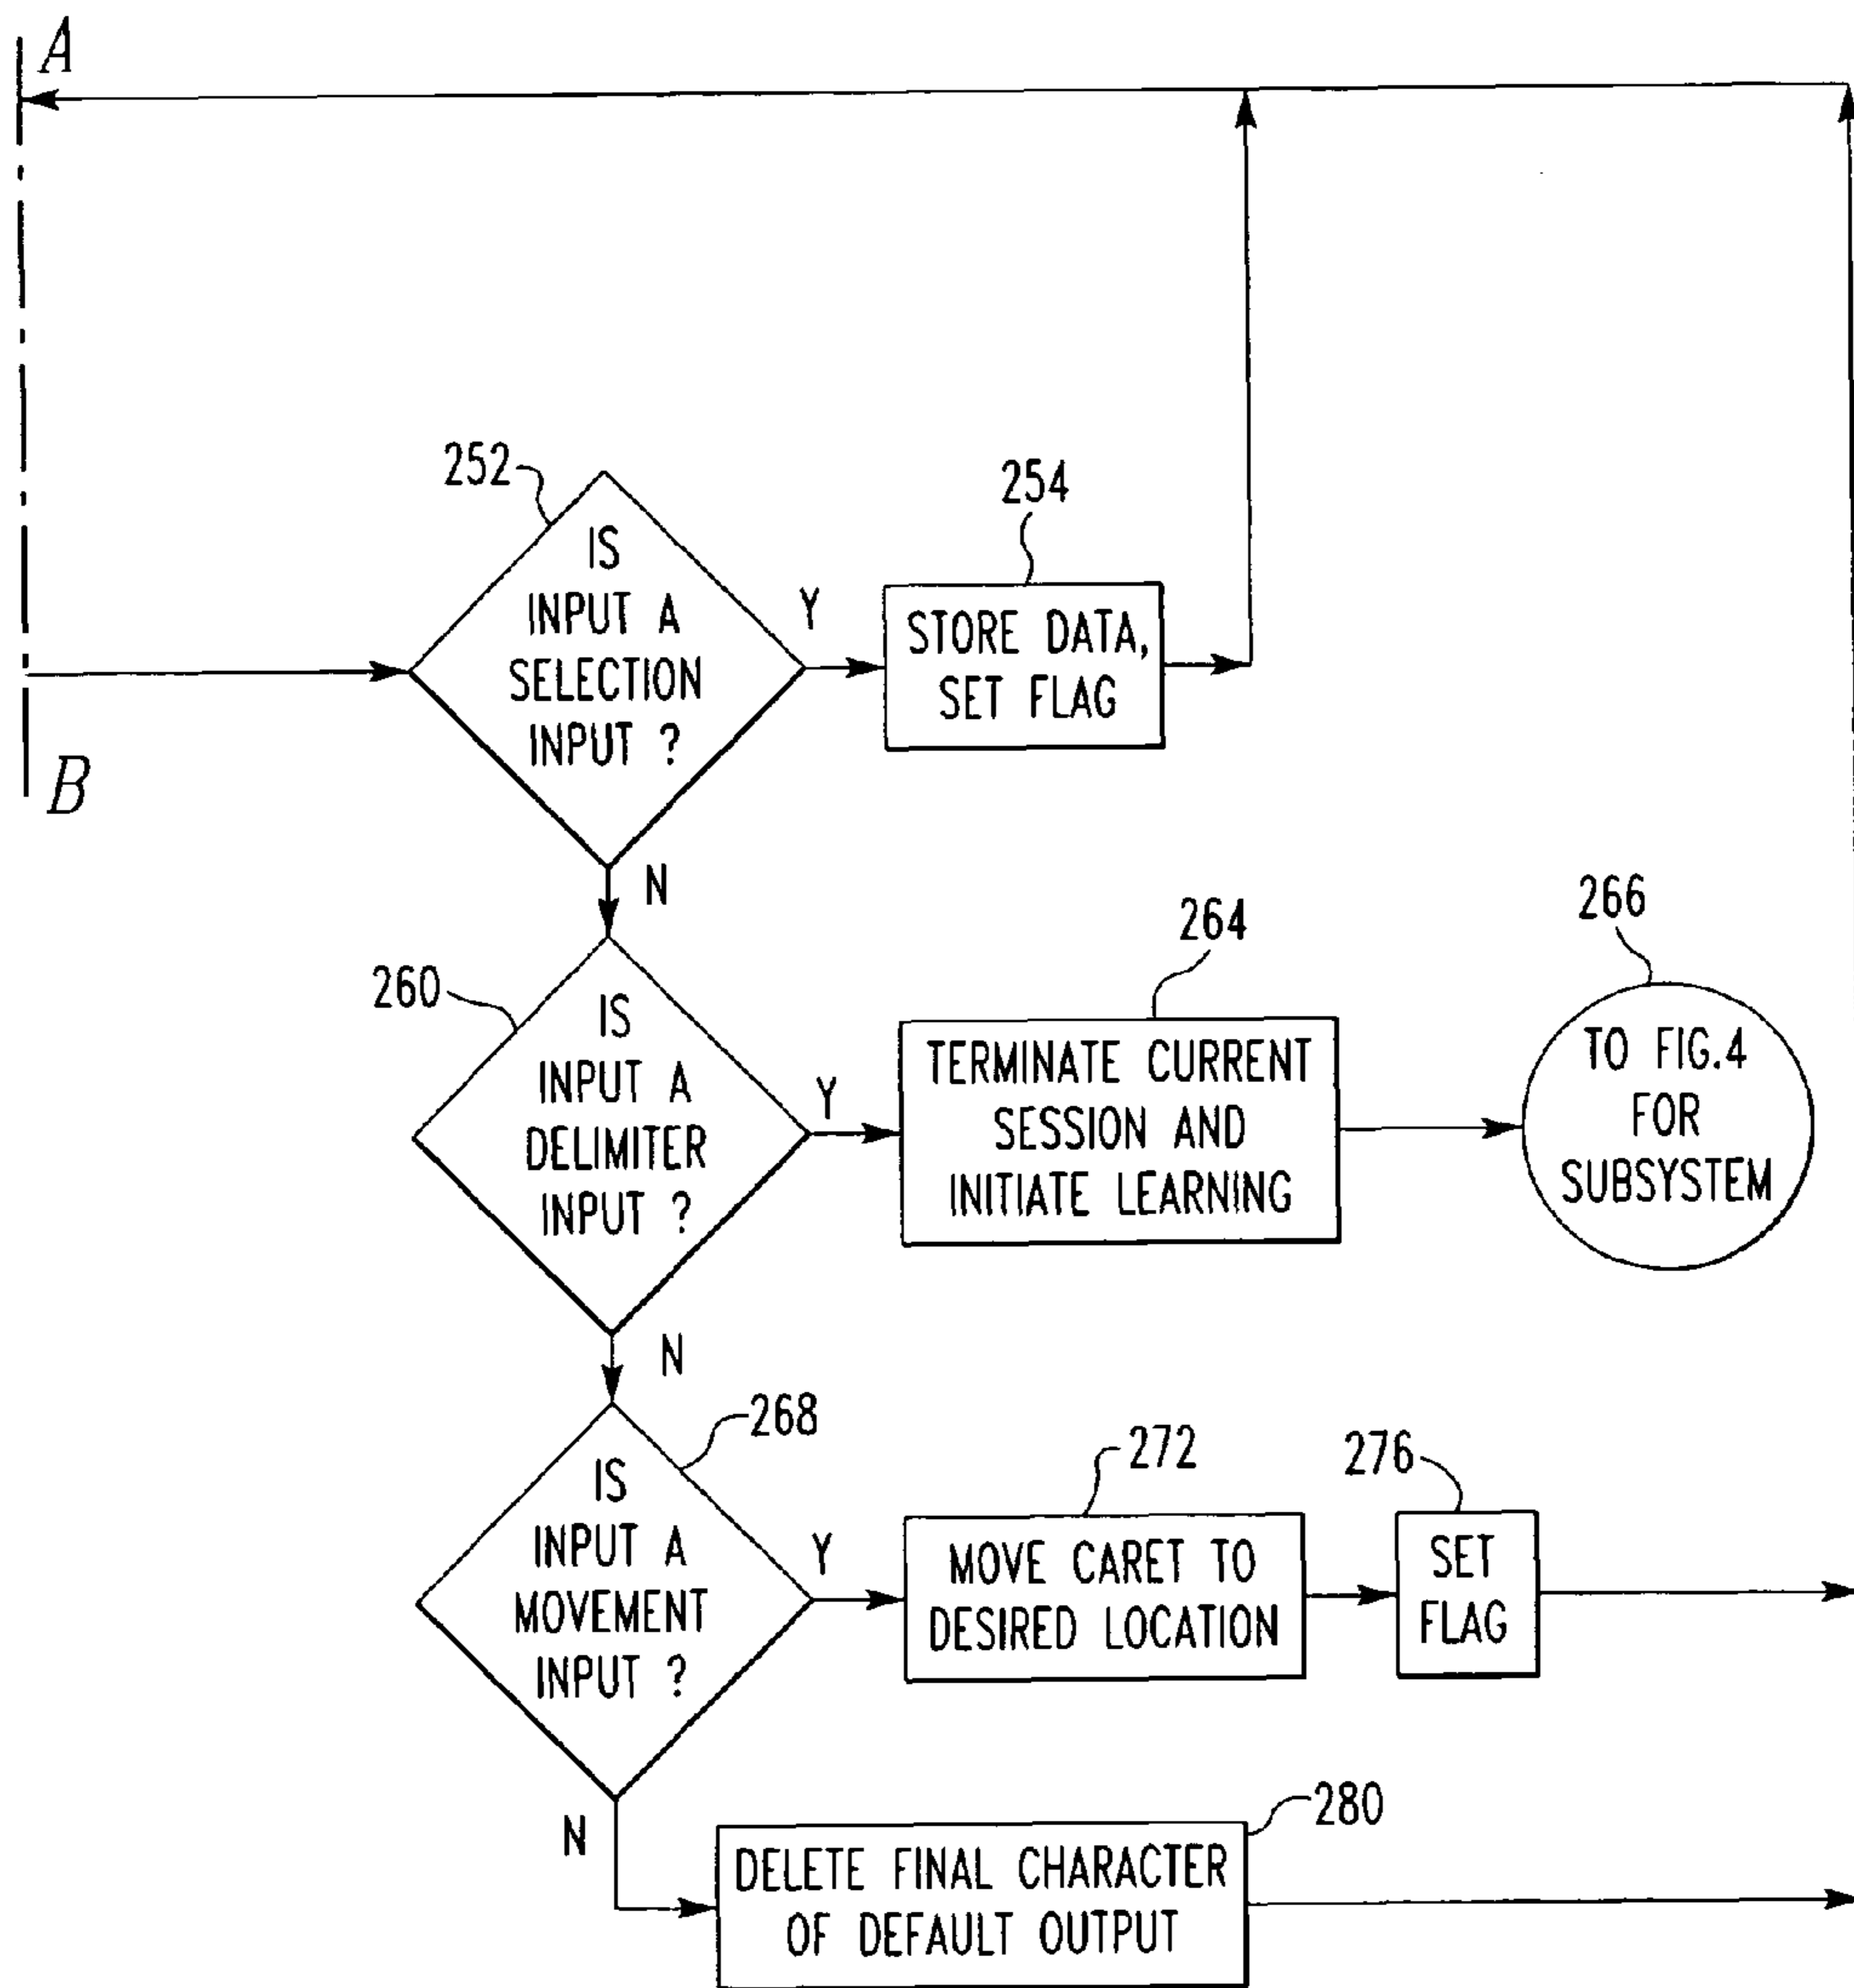 A
252
IS
INPUT A
SELECTION
INPUT ?
Y
254
STORE DATA,
SET FLAG
B
N
260
IS
INPUT A
DELIMITER
INPUT ?
Y
264
TERMINATE CURRENT
SESSION AND
INITIATE LEARNING
266
TO FIG.4
FOR
SUBSYSTEM
N
268
IS
INPUT A
MOVEMENT
INPUT ?
Y
272
MOVE CARET TO
DESIRED LOCATION
276
SET
FLAG
N
280
DELETE FINAL CHARACTER
OF DEFAULT OUTPUT